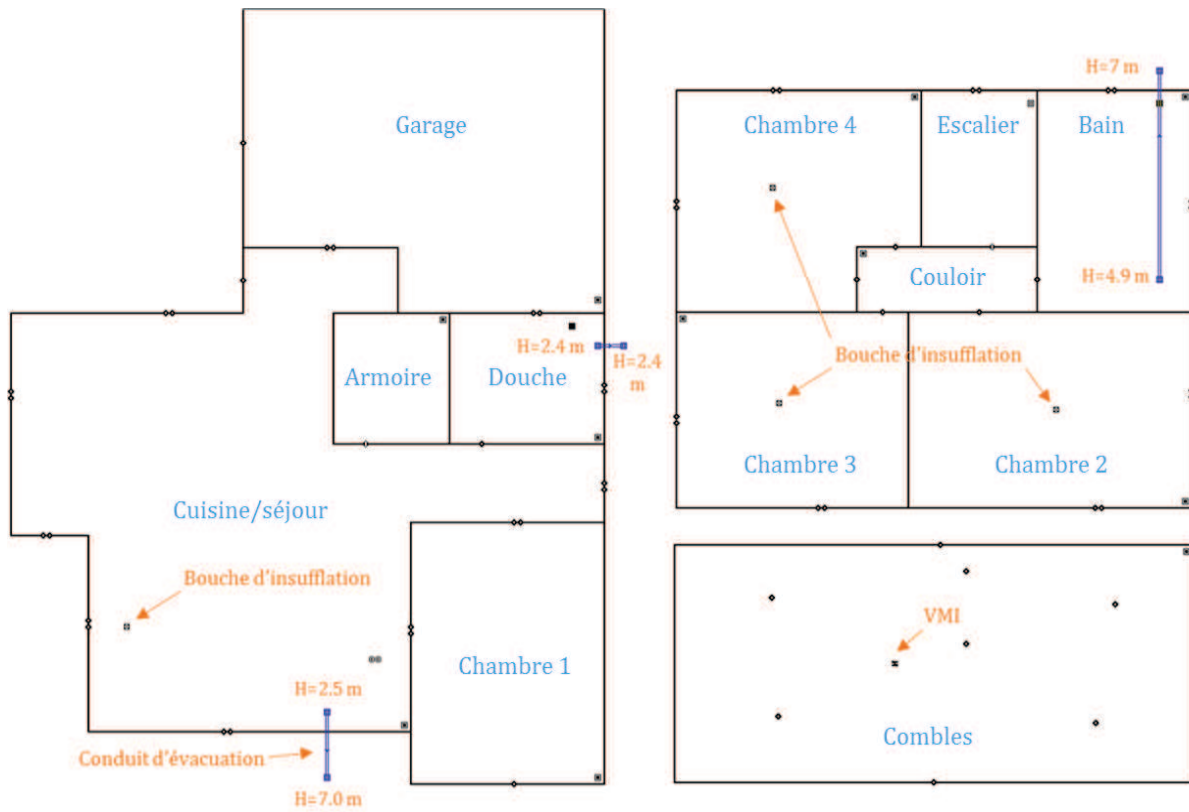 Garage
H=2.4 m
H=2.4
m
Armoire
Douche
Cuisine/séjour
Bouche d'insufflation
H=2.5 m
Chambre 1
Conduit d'évacuation
H=7.0 m
H=7 m
Chambre 4
Escalier
Bain
Couloir
H=4.9 m
Bouche d'insufflation
Chambre 3
Chambre 2
VMI
Combles